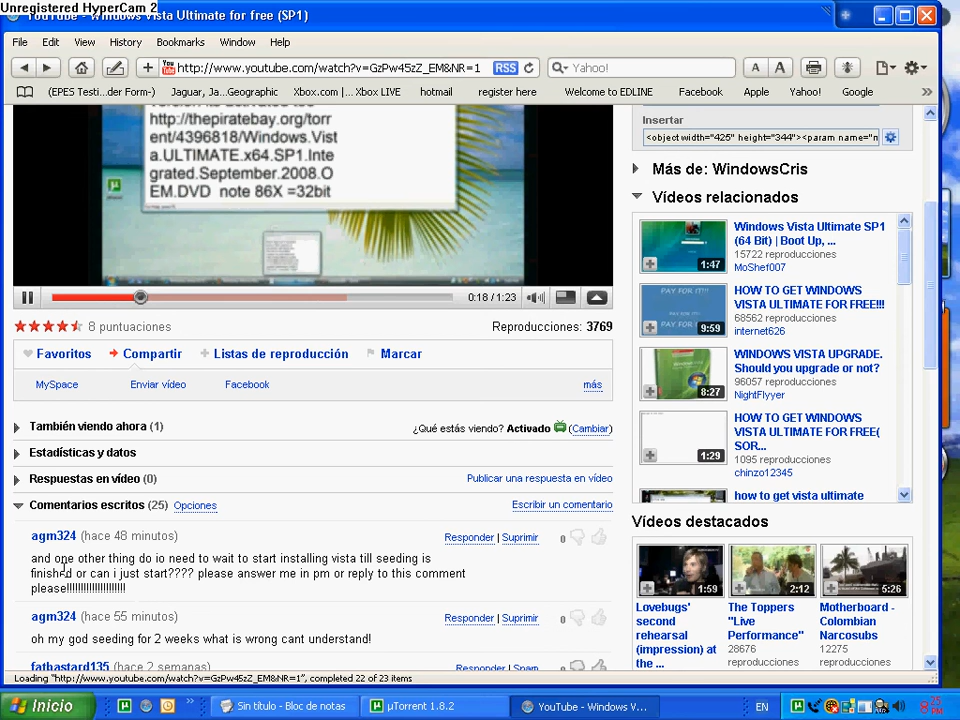 Unregistered HyperCam 2
YouTube - Windows Vista Ultimate for free (SP1)
File Edit View History Bookmarks Window Help
http://www.youtube.com/watch?v=GzPw45zZ_EM&NR=1 RSS Yahoo! A A
(EPES Testi...der Form-) Jaguar, Ja...Geographic Xbox.com |... Xbox LIVE hotmail register here Welcome to EDLINE Facebook Apple Yahoo! Google
http://thepiratebay.org/torr
ent/4396818/Windows.Vist
a.ULTIMATE.x64.SP1.Inte
grated.September.2008.O
EM.DVD note 86X =32bit
0:18 / 1:23
8 puntuaciones Reproducciones: 3769
Favoritos Compartir Listas de reproducción Marcar
MySpace Enviar vídeo Facebook más
También viendo ahora (1) ¿Qué estás viendo? Activado (Cambiar)
Estadísticas y datos
Respuestas en vídeo (0) Publicar una respuesta en vídeo
Comentarios escritos (25) Opciones Escribir un comentario
agm324 (hace 48 minutos) Responder | Suprimir 0
and one other thing do io need to wait to start installing vista till seeding is
finished or can i just start???? please answer me in pm or reply to this comment
please!!!!!!!!!!!!!!!!!!!!!
agm324 (hace 55 minutos) Responder | Suprimir 0
oh my god seeding for 2 weeks what is wrong cant understand!
fatbastard135 (hace 2 semanas) Responder | Spam 0
Insertar
<object width="425" height="344"><param name="n
Más de: WindowsCris
Vídeos relacionados
Windows Vista Ultimate SP1
(64 Bit) | Boot Up, ...
15722 reproducciones
MoShef007
1:47
HOW TO GET WINDOWS
VISTA ULTIMATE FOR FREE!!!
68562 reproducciones
internet626
PAY FOR IT!!
9:59
WINDOWS VISTA UPGRADE.
Should you upgrade or not?
96057 reproducciones
NightFlyyer
8:27
HOW TO GET WINDOWS
VISTA ULTIMATE FOR FREE(
SOR...
1095 reproducciones
chinzo12345
1:29
how to get vista ultimate
Vídeos destacados
1:59 2:12 5:26
Lovebugs'
second
rehearsal
(impression) at
the ...
The Toppers
"Live
Performance"
28676
reproducciones
Motherboard -
Colombian
Narcosubs
12275
reproducciones
Loading "http://www.youtube.com/watch?v=GzPw45zZ_EM&NR=1", completed 22 of 23 items
Inicio Sin título - Bloc de notas µTorrent 1.8.2 YouTube - Windows V... EN 8:25 PM